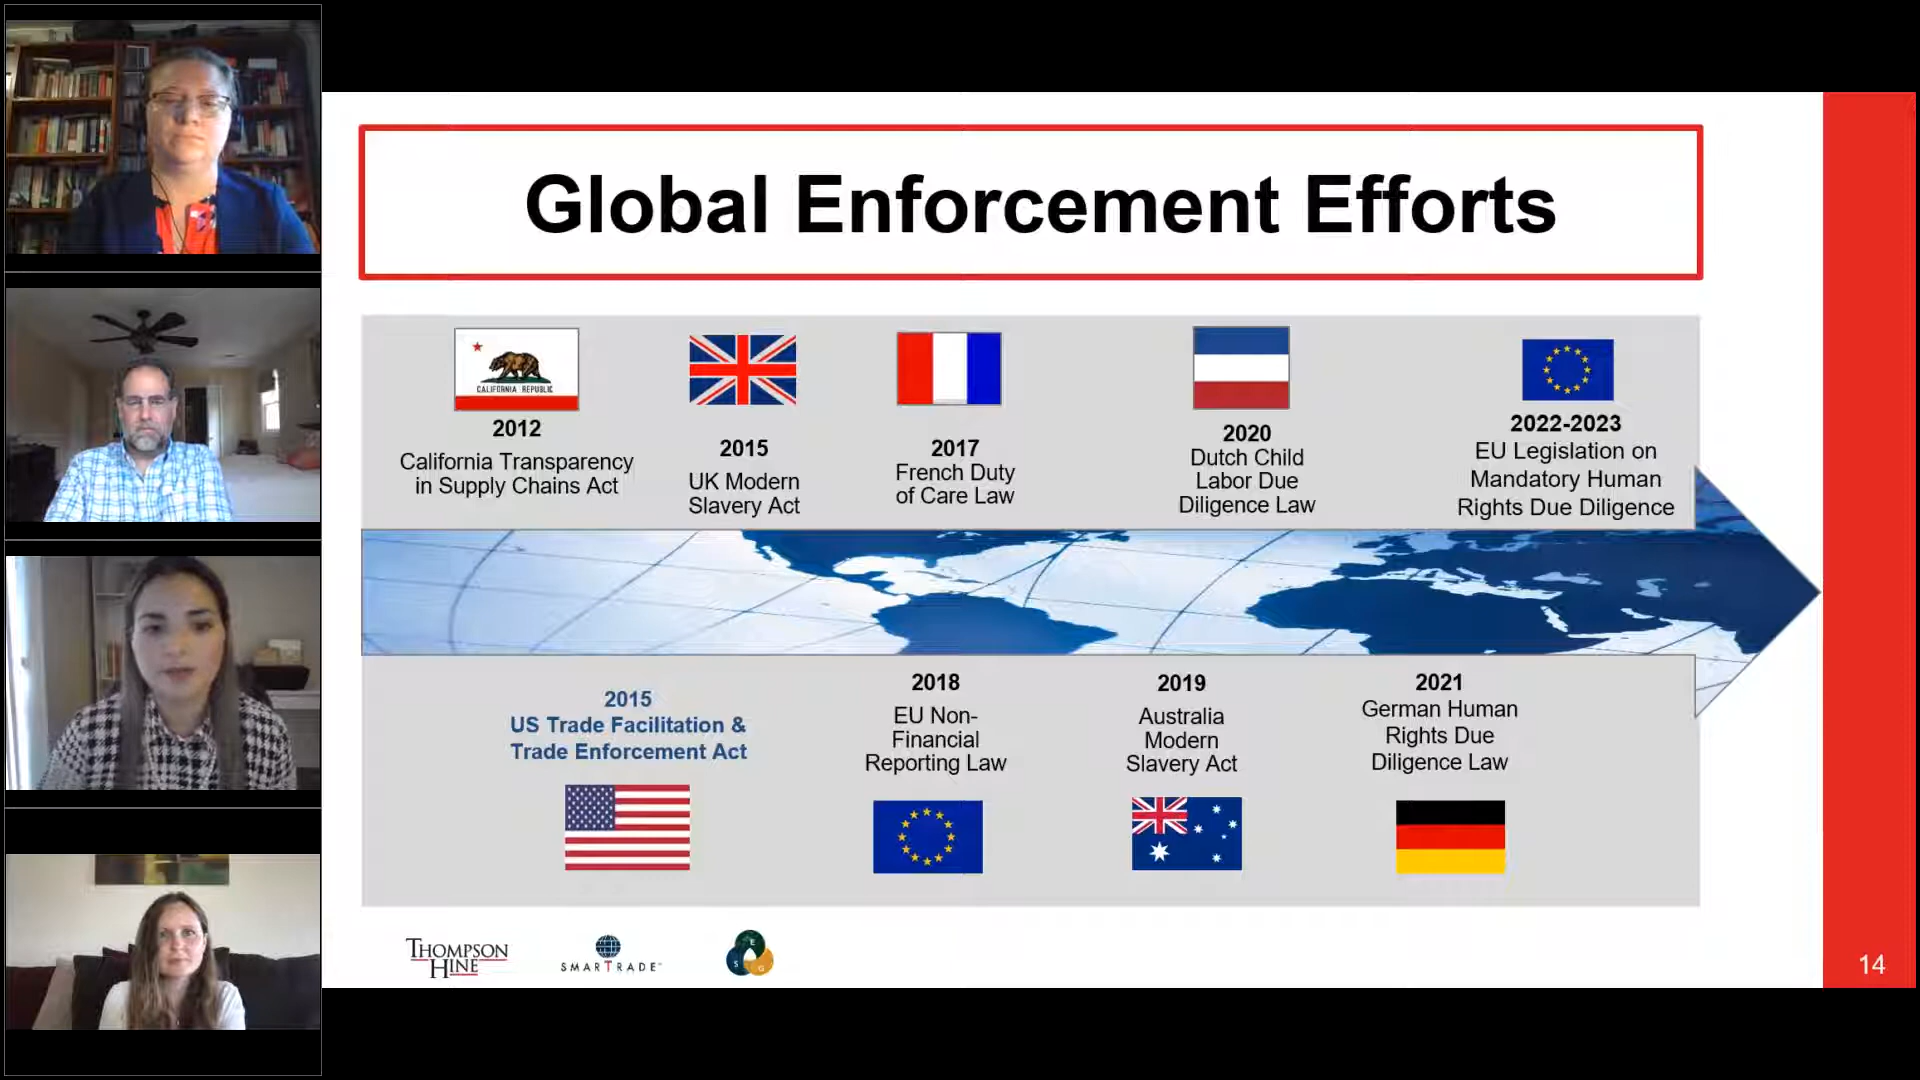 Global Enforcement Efforts
CALIFORNIA REPUBLIC
2012
California Transparency
in Supply Chains Act
2015
UK Modern
Slavery Act
2017
French Duty
of Care Law
2020
Dutch Child
Labor Due
Diligence Law
2022-2023
EU Legislation on
Mandatory Human
Rights Due Diligence
2015
US Trade Facilitation &
Trade Enforcement Act
2018
EU Non-
Financial
Reporting Law
2019
Australia
Modern
Slavery Act
2021
German Human
Rights Due
Diligence Law
THOMPSON
HINE
SMARTRADE
E
S
G
14